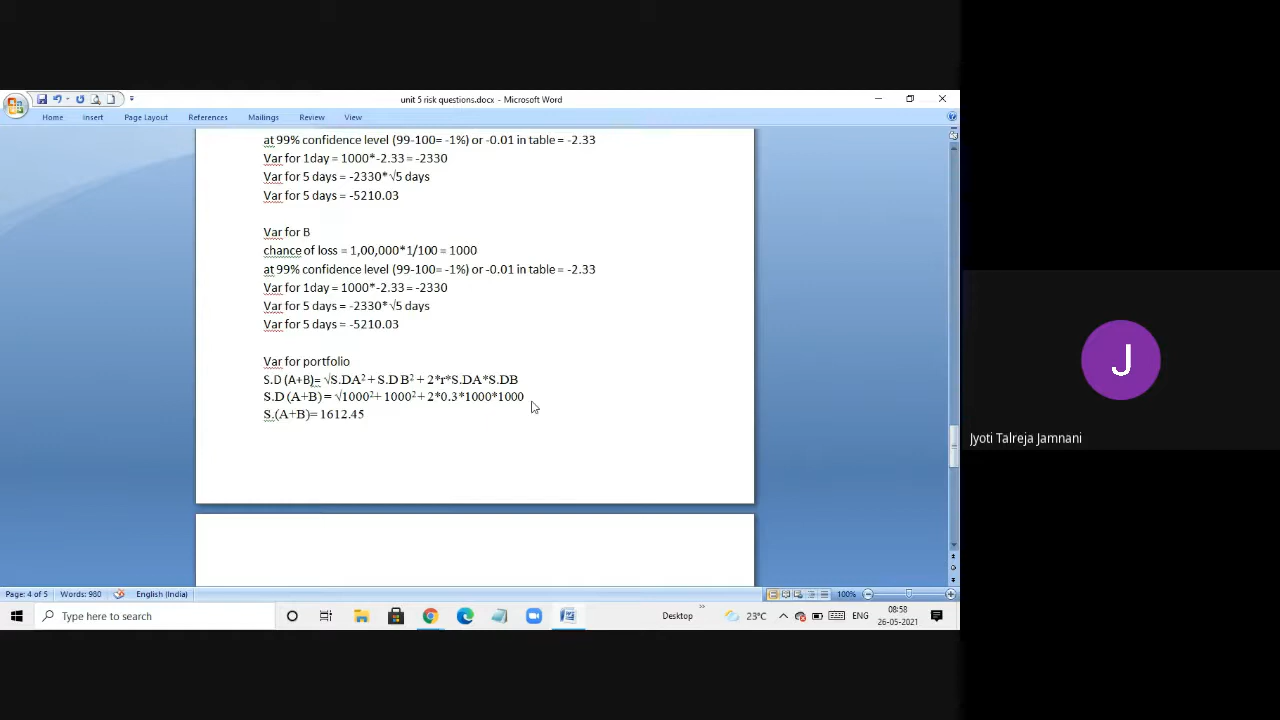 unit 5 risk questions.docx - Microsoft Word
Home Insert Page Layout References Mailings Review View
at 99% confidence level (99-100= -1%) or -0.01 in table = -2.33
Var for 1day = 1000*-2.33 = -2330
Var for 5 days = -2330*√5 days
Var for 5 days = -5210.03
Var for B
chance of loss = 1,00,000*1/100 = 1000
at 99% confidence level (99-100= -1%) or -0.01 in table = -2.33
Var for 1day = 1000*-2.33 = -2330
Var for 5 days = -2330*√5 days
Var for 5 days = -5210.03
Var for portfolio
S.D (A+B)= √S.DA² + S.D B² + 2*r*S.DA*S.DB
S.D (A+B) = √1000²+ 1000² + 2*0.3*1000*1000
S.(A+B)= 1612.45
J
Jyoti Talreja Jamnani
Page: 4 of 5 Words: 980 English (India) 100%
Type here to search Desktop 23°C ENG 08:58
26-05-2021